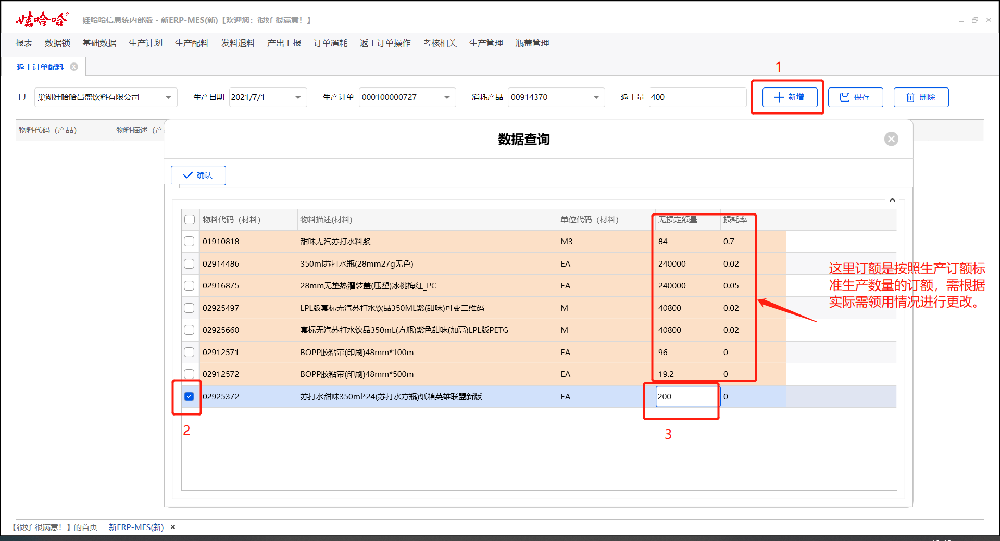 娃哈哈®
娃哈哈信息统内部版 - 新ERP-MES(新)【欢迎您：很好 很满意！】
报表 数据锁 基础数据 生产计划 生产配料 发料退料 产出上报 订单消耗 返工订单操作 考核相关 生产管理 瓶盖管理
返工订单配料
1
工厂 巢湖娃哈哈昌盛饮料有限公司 生产日期 2021/7/1 生产订单 000100000727 消耗产品 00914370 返工量 400 新增 保存 删除
物料代码（产品） 物料描述（产
数据查询
确认
物料代码（材料） 物料描述(材料) 单位代码（材料） 无损定额量 损耗率
01910818 甜味无汽苏打水料浆 M3 84 0.7
02914486 350ml苏打水瓶(28mm27g无色) EA 240000 0.02
02916875 28mm无垫热灌装盖(压塑)冰桃梅红_PC EA 240000 0.05
02925497 LPL版套标无汽苏打水饮品350ML紫(甜味)可变二维码 M 40800 0.02
02925660 套标无汽苏打水饮品350mL(方瓶)紫色甜味(加高)LPL版PETG M 40800 0.02
02912571 BOPP胶粘带(印刷)48mm*100m EA 96 0
02912572 BOPP胶粘带(印刷)48mm*500m EA 19.2 0
02925372 苏打水甜味350ml*24(苏打水方瓶)纸箱英雄联盟新版 EA 200 0
这里订额是按照生产订额标
准生产数量的订额，需根据
实际需领用情况进行更改。
2
3
【很好 很满意！】的首页 新ERP-MES(新)